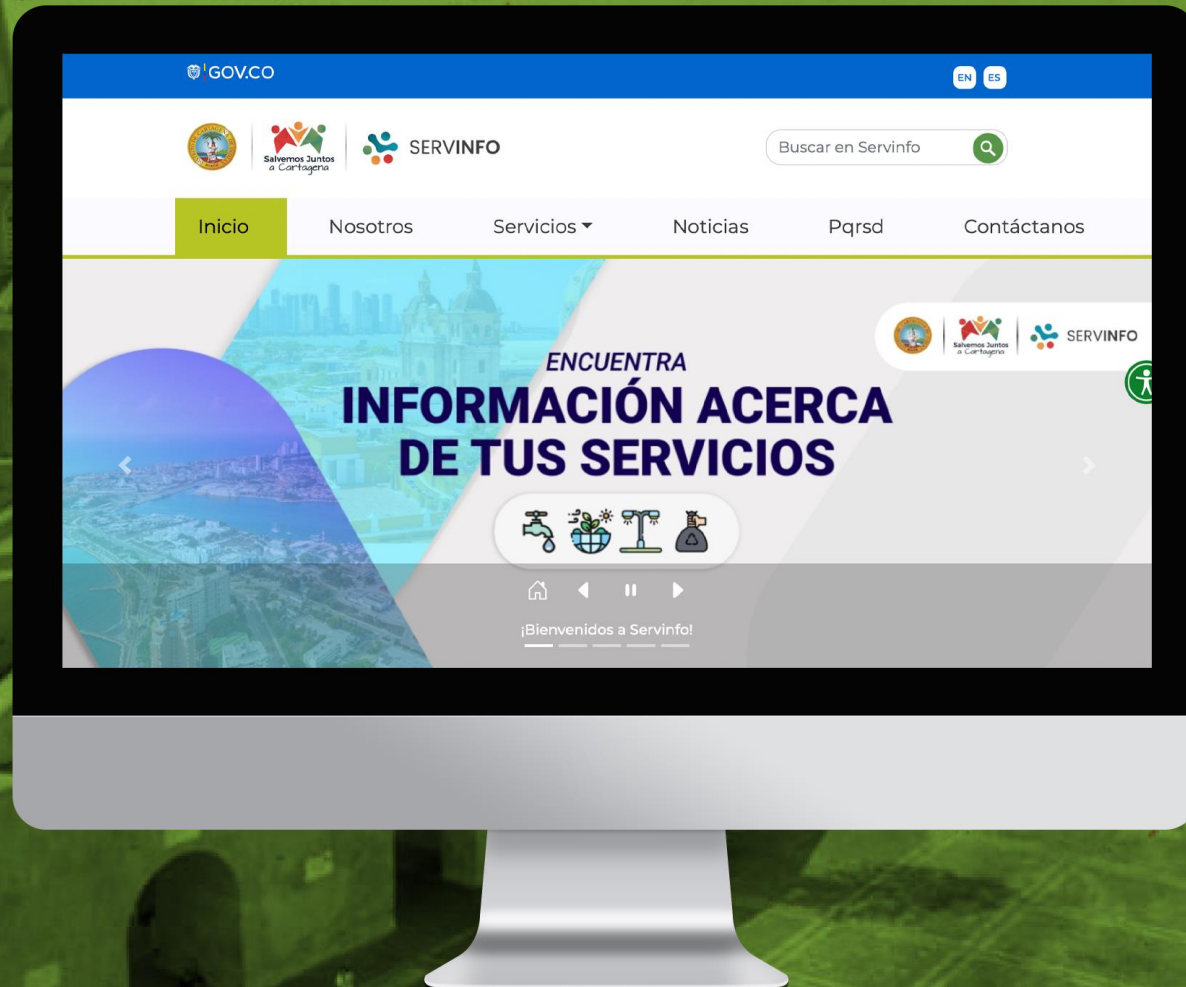 GOV.CO
EN ES
Salvemos Juntos
a Cartagena
SERVINFO
Buscar en Servinfo
Inicio Nosotros Servicios Noticias Pqrsd Contáctanos
Salvemos Juntos
a Cartagena
SERVINFO
ENCUENTRA
INFORMACIÓN ACERCA
DE TUS SERVICIOS
¡Bienvenidos a Servinfo!